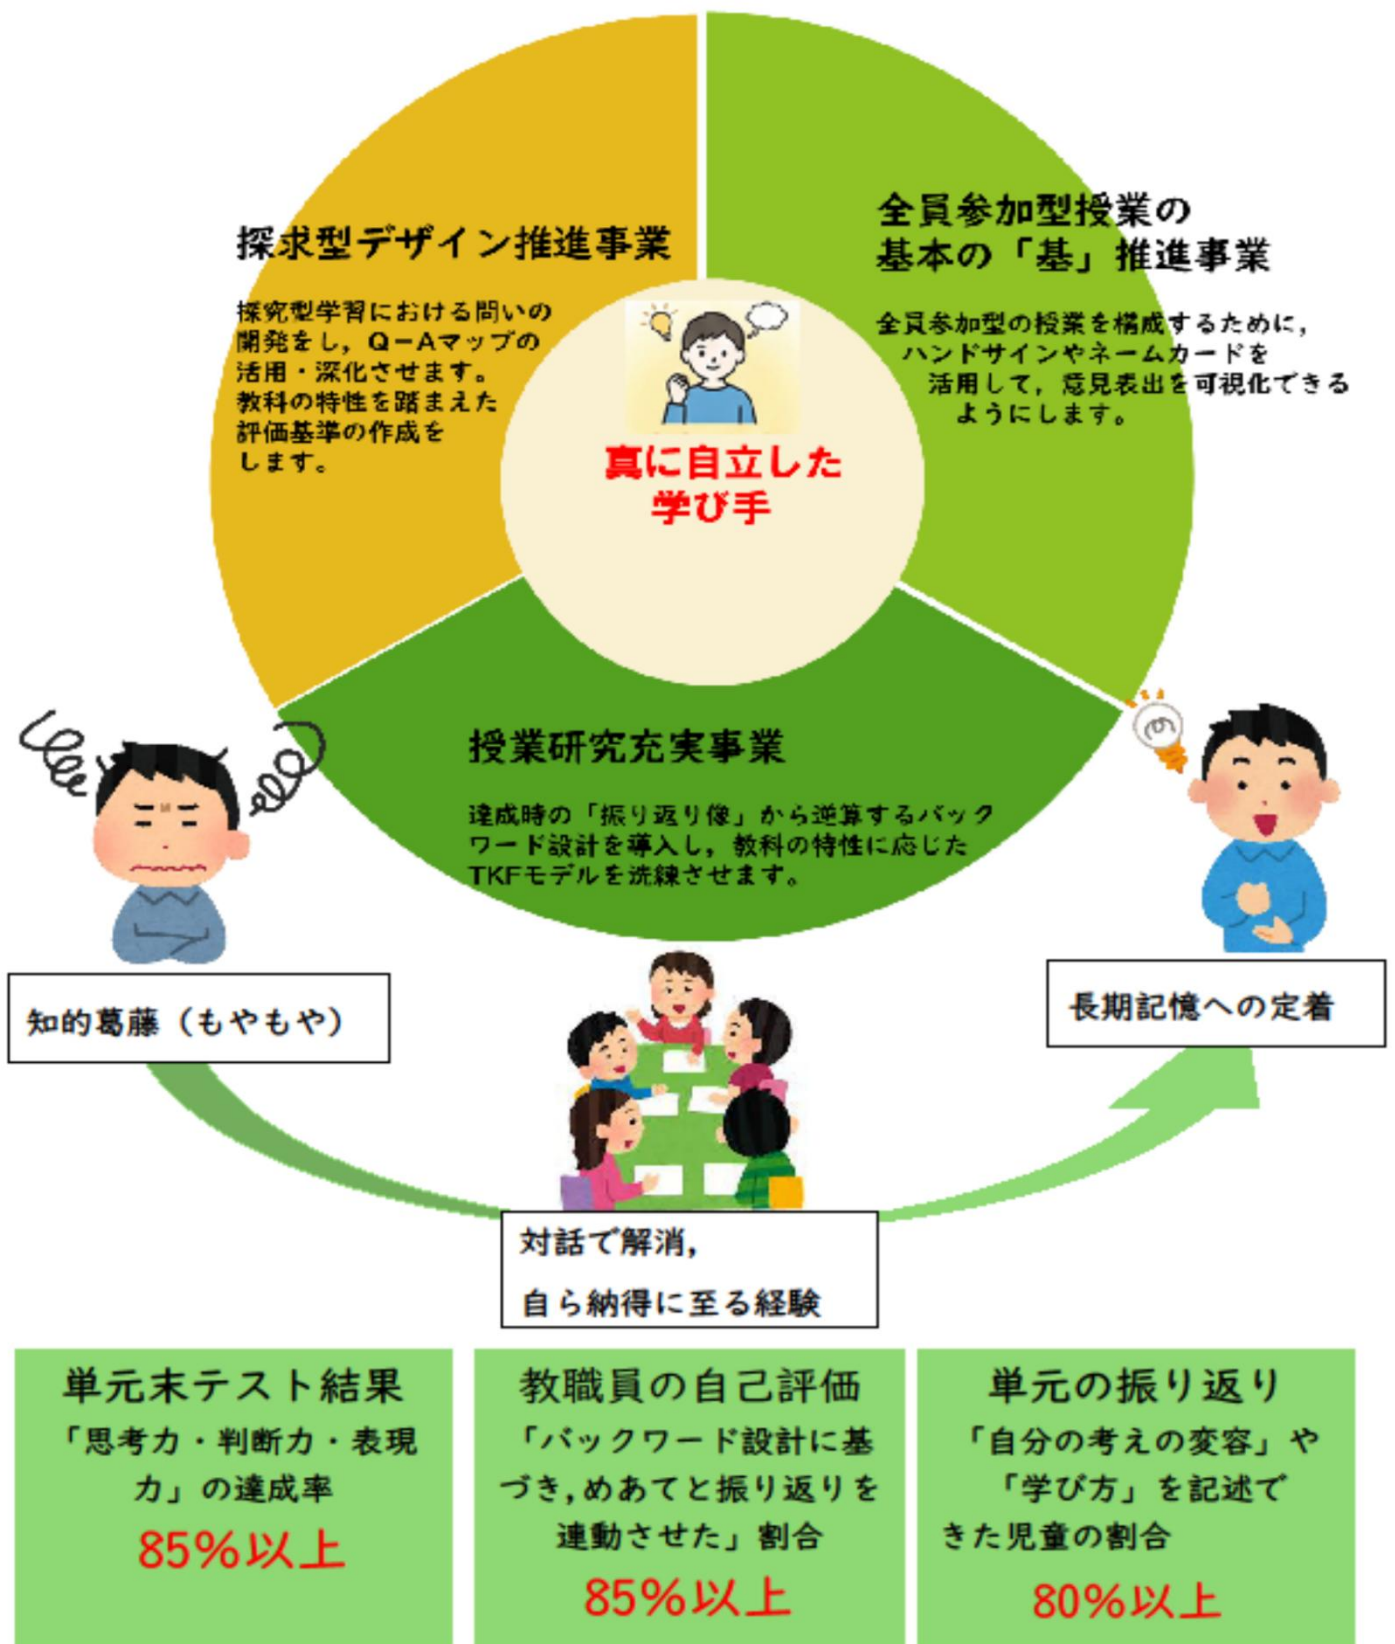 探求型デザイン推進事業
探究型学習における問いの
開発をし，Q－Aマップの
活用・深化させます。
教科の特性を踏まえた
評価基準の作成を
します。
全員参加型授業の
基本の「基」推進事業
全員参加型の授業を構成するために，
ハンドサインやネームカードを
活用して，意見表出を可視化できる
ようにします。
真に自立した
学び手
授業研究充実事業
達成時の「振り返り像」から逆算するバック
ワード設計を導入し，教科の特性に応じた
TKFモデルを洗練させます。
知的葛藤（もやもや）
長期記憶への定着
対話で解消，
自ら納得に至る経験
単元末テスト結果
「思考力・判断力・表現
力」の達成率
85%以上
教職員の自己評価
「バックワード設計に基
づき，めあてと振り返りを
連動させた」割合
85%以上
単元の振り返り
「自分の考えの変容」や
「学び方」を記述で
きた児童の割合
80%以上